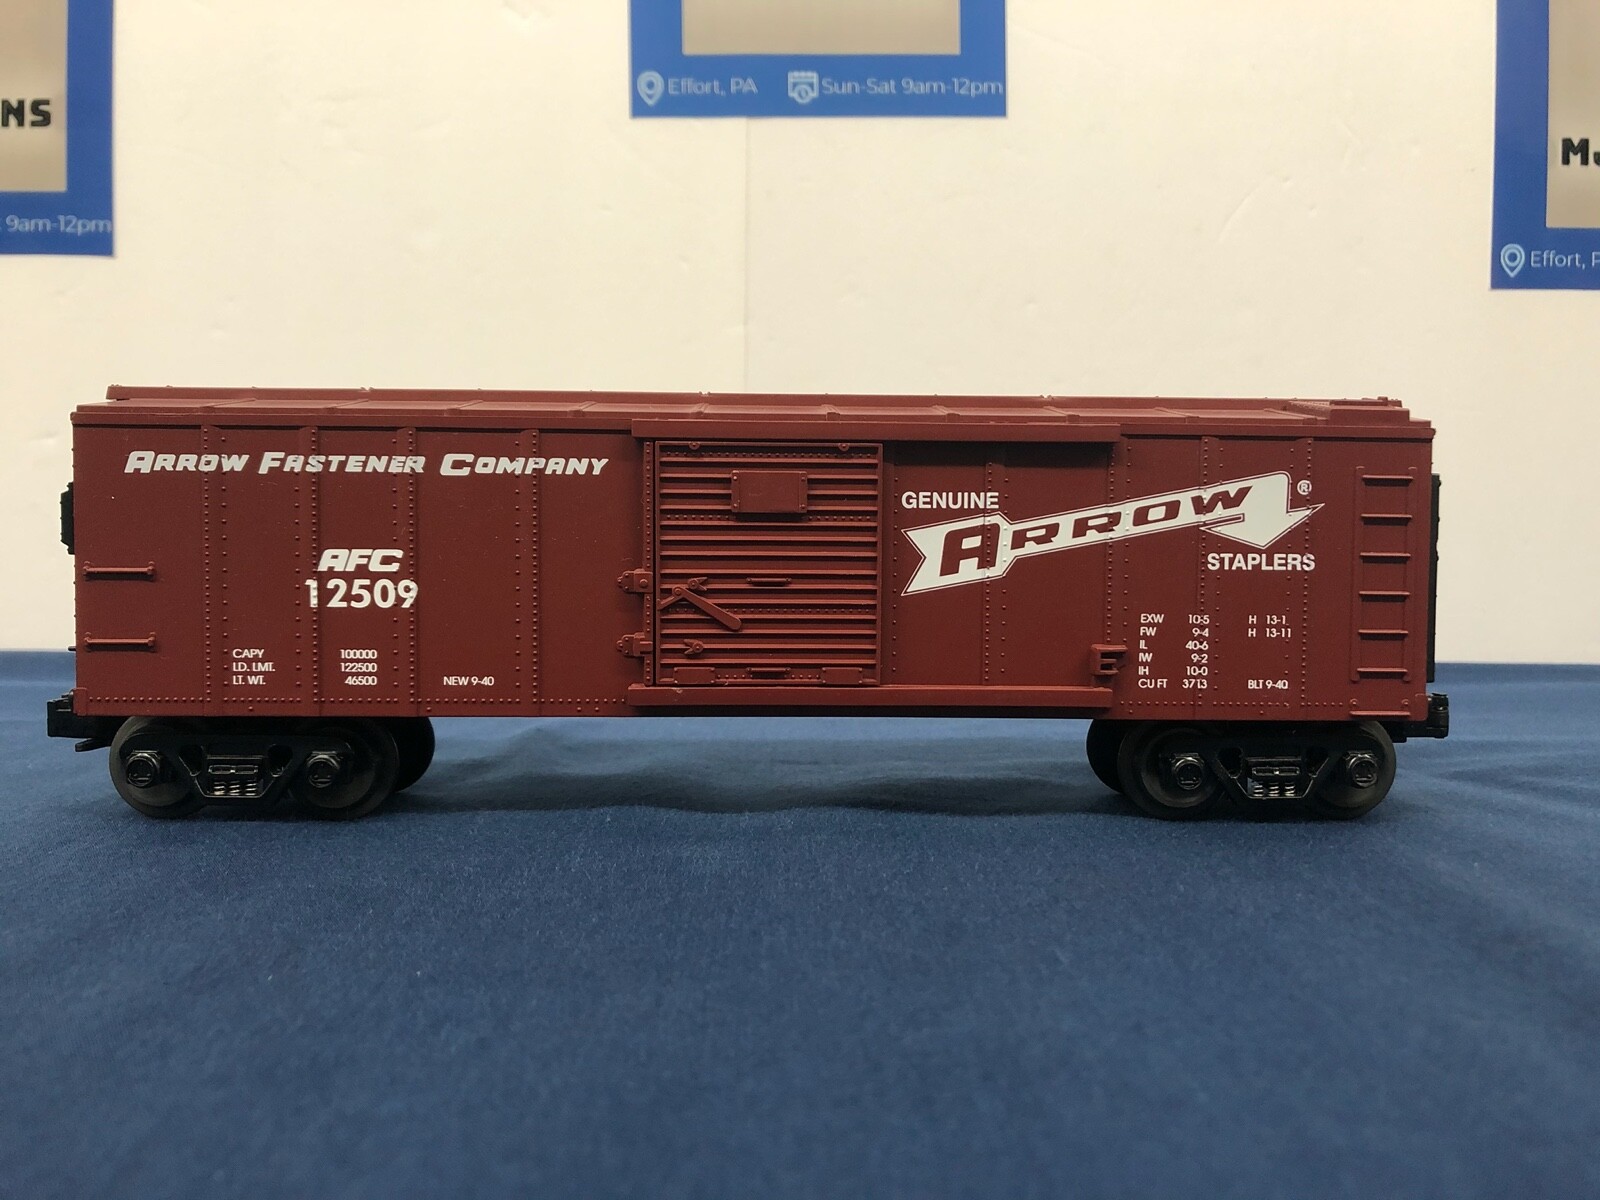 NS
9am-12pm
Effort, PA
Sun-Sat 9am-12pm
Effort,
ARROW FASTENER COMPANY
AFC
12509
CAPY 100000
LD. LMT. 122500
LT. WT. 46500 NEW 9-40
GENUINE
ARROW ®
STAPLERS
EXW 10-5 H 13-1
FW 9-4 H 13-11
IL 40-6
IW 9-2
IH 10-0
CU FT 3713 BLT 9-40